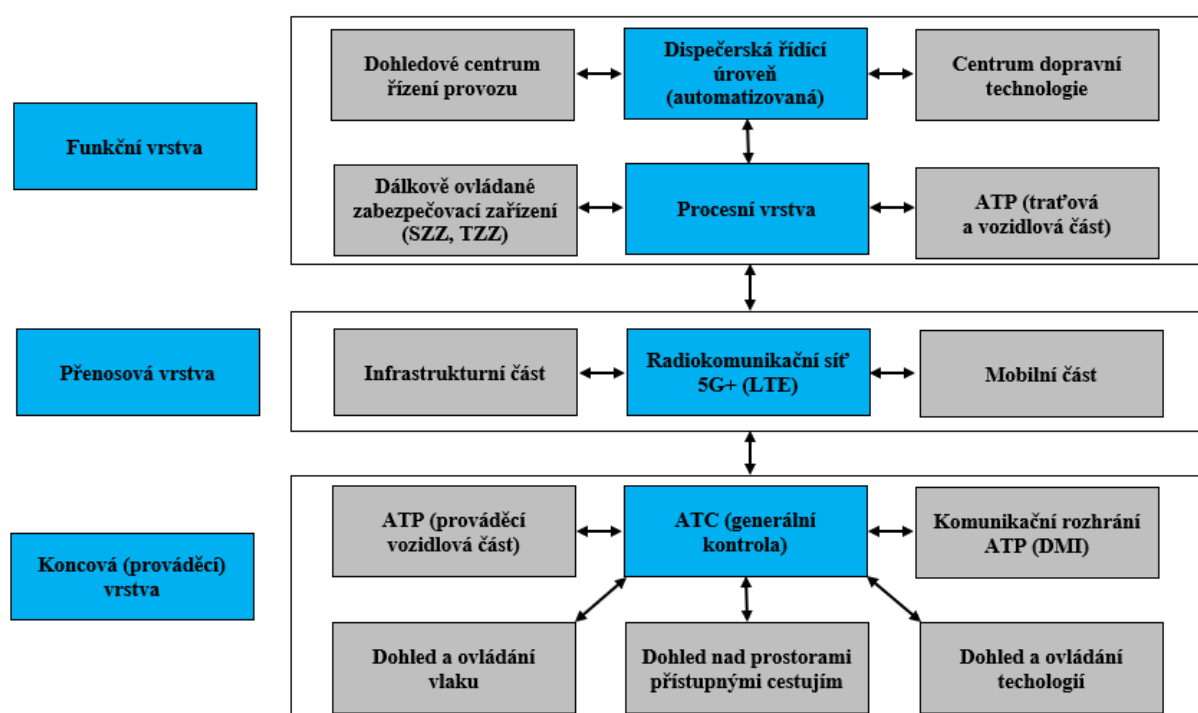 Funkční vrstva
Dohledové centrum
řízení provozu
Dispečerská řídící
úroveň
(automatizovaná)
Centrum dopravní
technologie
Dálkově ovládané
zabezpečovací zařízení
(SZZ, TZZ)
Procesní vrstva
ATP (traťová
a vozidlová část)
Přenosová vrstva
Infrastrukturní část
Radiokomunikační síť
5G+ (LTE)
Mobilní část
Koncová (prováděcí)
vrstva
ATP (prováděcí
vozidlová část)
ATC (generální
kontrola)
Komunikační rozhrání
ATP (DMI)
Dohled a ovládání
vlaku
Dohled nad prostorami
přístupnými cestujím
Dohled a ovládání
techologií